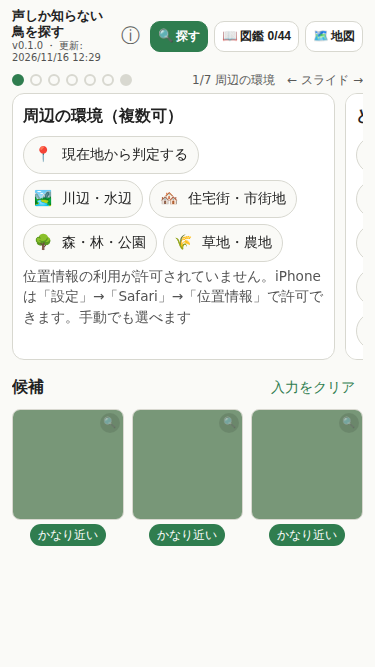 声しか知らない
鳥を探す
v0.1.0 · 更新:
2026/11/16 12:29
ⓘ
🔍 探す
📖 図鑑 0/44
🗺️ 地図
1/7 周辺の環境 ← スライド →
周辺の環境（複数可）
📍 現在地から判定する
🏞️ 川辺・水辺
🏘️ 住宅街・市街地
🌳 森・林・公園
🌾 草地・農地
位置情報の利用が許可されていません。iPhone
は「設定」→「Safari」→「位置情報」で許可で
きます。手動でも選べます
候補
入力をクリア
かなり近い
かなり近い
かなり近い